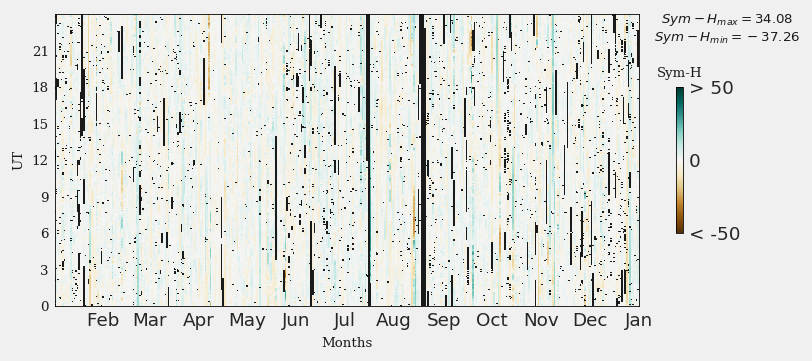 Sym − H_max = 34.08
Sym − H_min = −37.26
Sym-H
> 50
0
< -50
21
18
15
12
9
6
3
0
UT
Feb Mar Apr May Jun Jul Aug Sep Oct Nov Dec Jan
Months